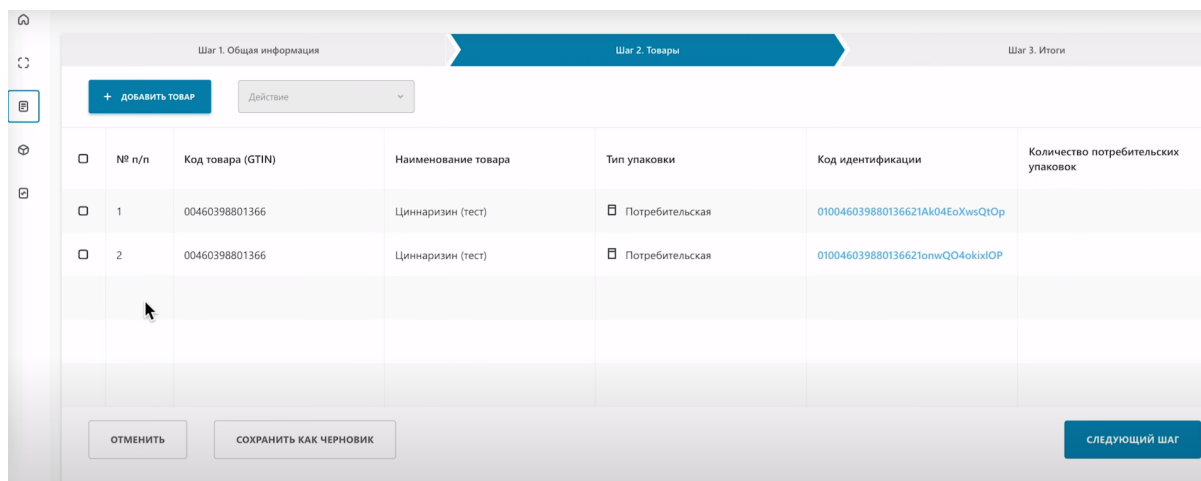 Шаг 1. Общая информация
Шаг 2. Товары
Шаг 3. Итоги
+ ДОБАВИТЬ ТОВАР
Действие
№ п/п
Код товара (GTIN)
Наименование товара
Тип упаковки
Код идентификации
Количество потребительских
упаковок
1
00460398801366
Циннаризин (тест)
Потребительская
010046039880136621Ak04EoXwsQtOp
2
00460398801366
Циннаризин (тест)
Потребительская
010046039880136621onwQO4okixIOP
ОТМЕНИТЬ
СОХРАНИТЬ КАК ЧЕРНОВИК
СЛЕДУЮЩИЙ ШАГ